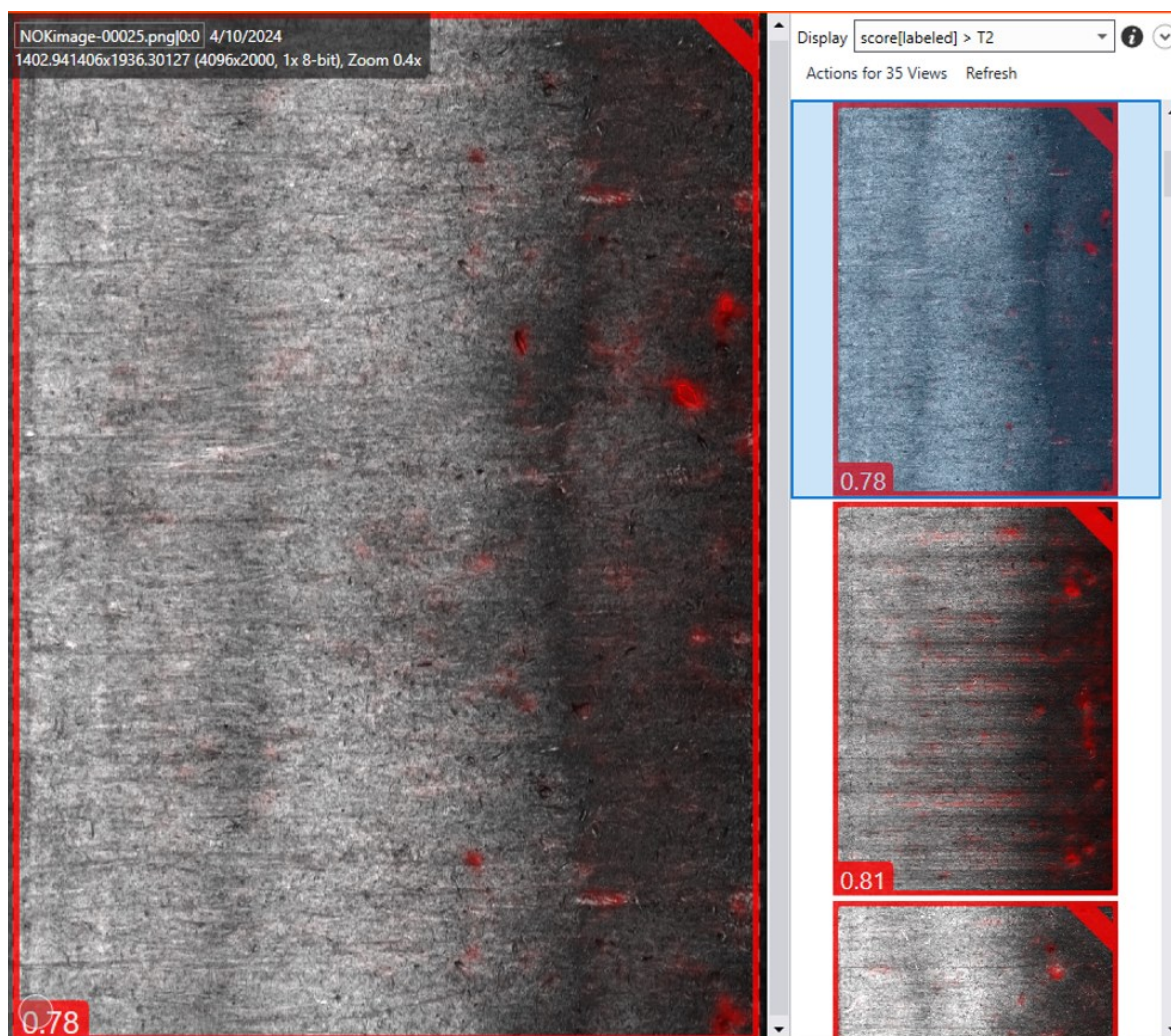 NOKimage-00025.png|0:0 4/10/2024
1402.941406x1936.30127 (4096x2000, 1x 8-bit), Zoom 0.4x
0.78
Display score[labeled] > T2
Actions for 35 Views Refresh
0.78
0.81